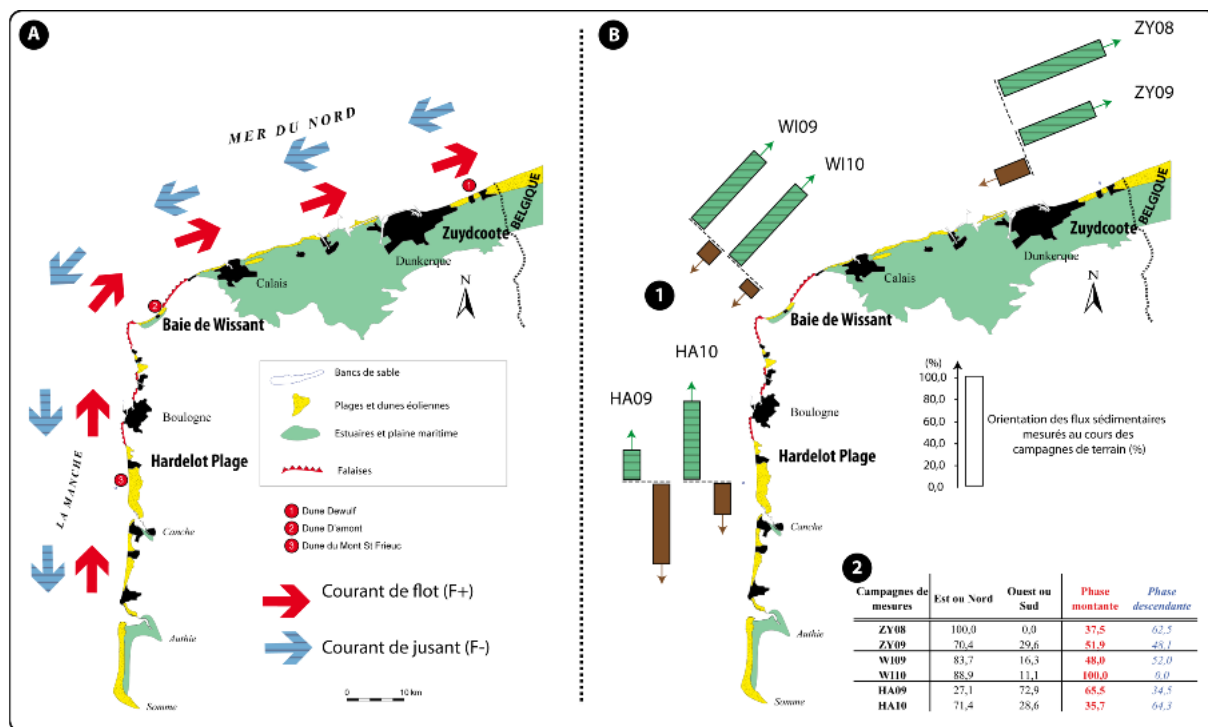 A
MER DU NORD
1
BELGIQUE
Zuydcoote
Dunkerque
Calais
N
2
Baie de Wissant
Boulogne
LA MANCHE
Hardelot Plage
3
Canche
Authie
Somme
Bancs de sable
Plages et dunes éoliennes
Estuaires et plaine maritime
Falaises
1 Dune Dewulf
2 Dune D'amont
3 Dune du Mont St Frieuc
Courant de flot (F+)
Courant de jusant (F-)
0 10 km
B
ZY08
ZY09
WI09
WI10
BELGIQUE
Zuydcoote
Dunkerque
Calais
N
1
Baie de Wissant
HA10
HA09
Boulogne
Hardelot Plage
Canche
Authie
Somme
(%)
100,0
80,0
60,0
40,0
20,0
0,0
Orientation des flux sédimentaires
mesurés au cours des
campagnes de terrain (%)
2
Campagnes de mesures Est ou Nord Ouest ou Sud Phase montante Phase descendante
ZY08 100,0 0,0 37,5 62,5
ZY09 70,4 29,6 51,9 48,1
WI09 83,7 16,3 48,0 52,0
WI10 88,9 11,1 100,0 0,0
HA09 27,1 72,9 65,5 34,5
HA10 71,4 28,6 35,7 64,3